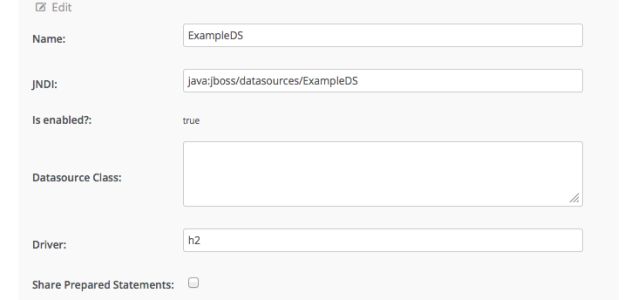 Edit
Name: ExampleDS
JNDI: java:jboss/datasources/ExampleDS
Is enabled?: true
Datasource Class:
Driver: h2
Share Prepared Statements: